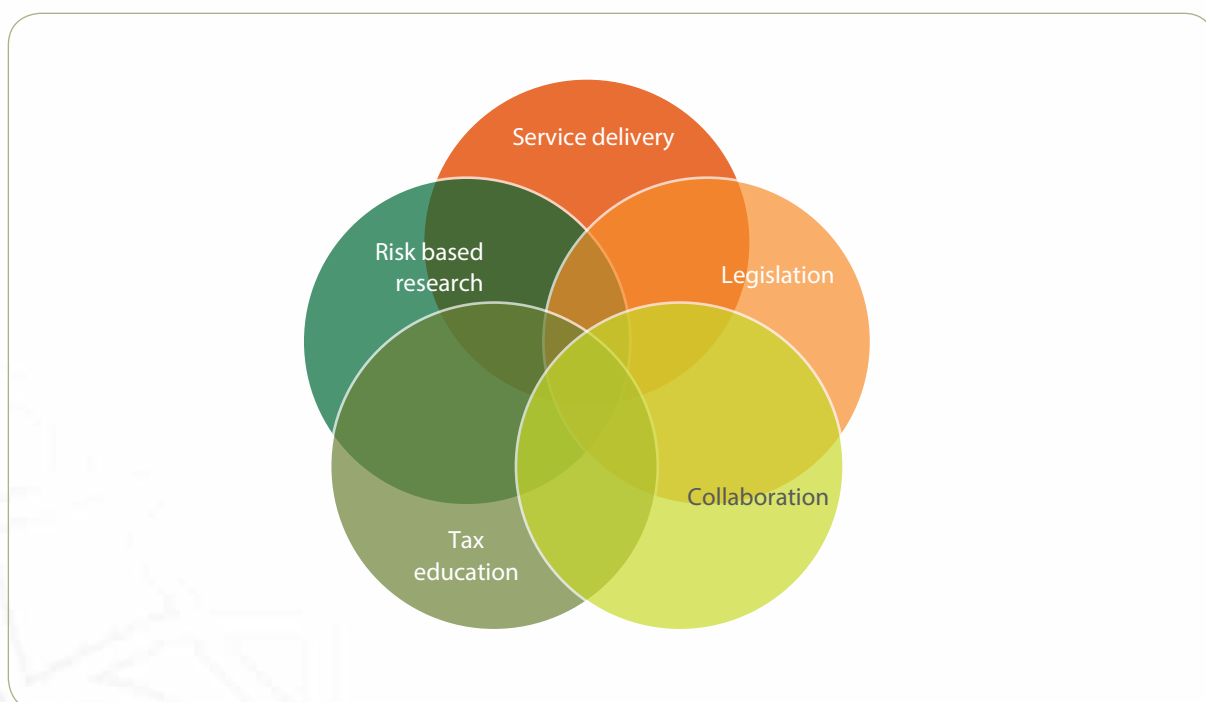 Service delivery
Risk based
research
Legislation
Collaboration
Tax
education